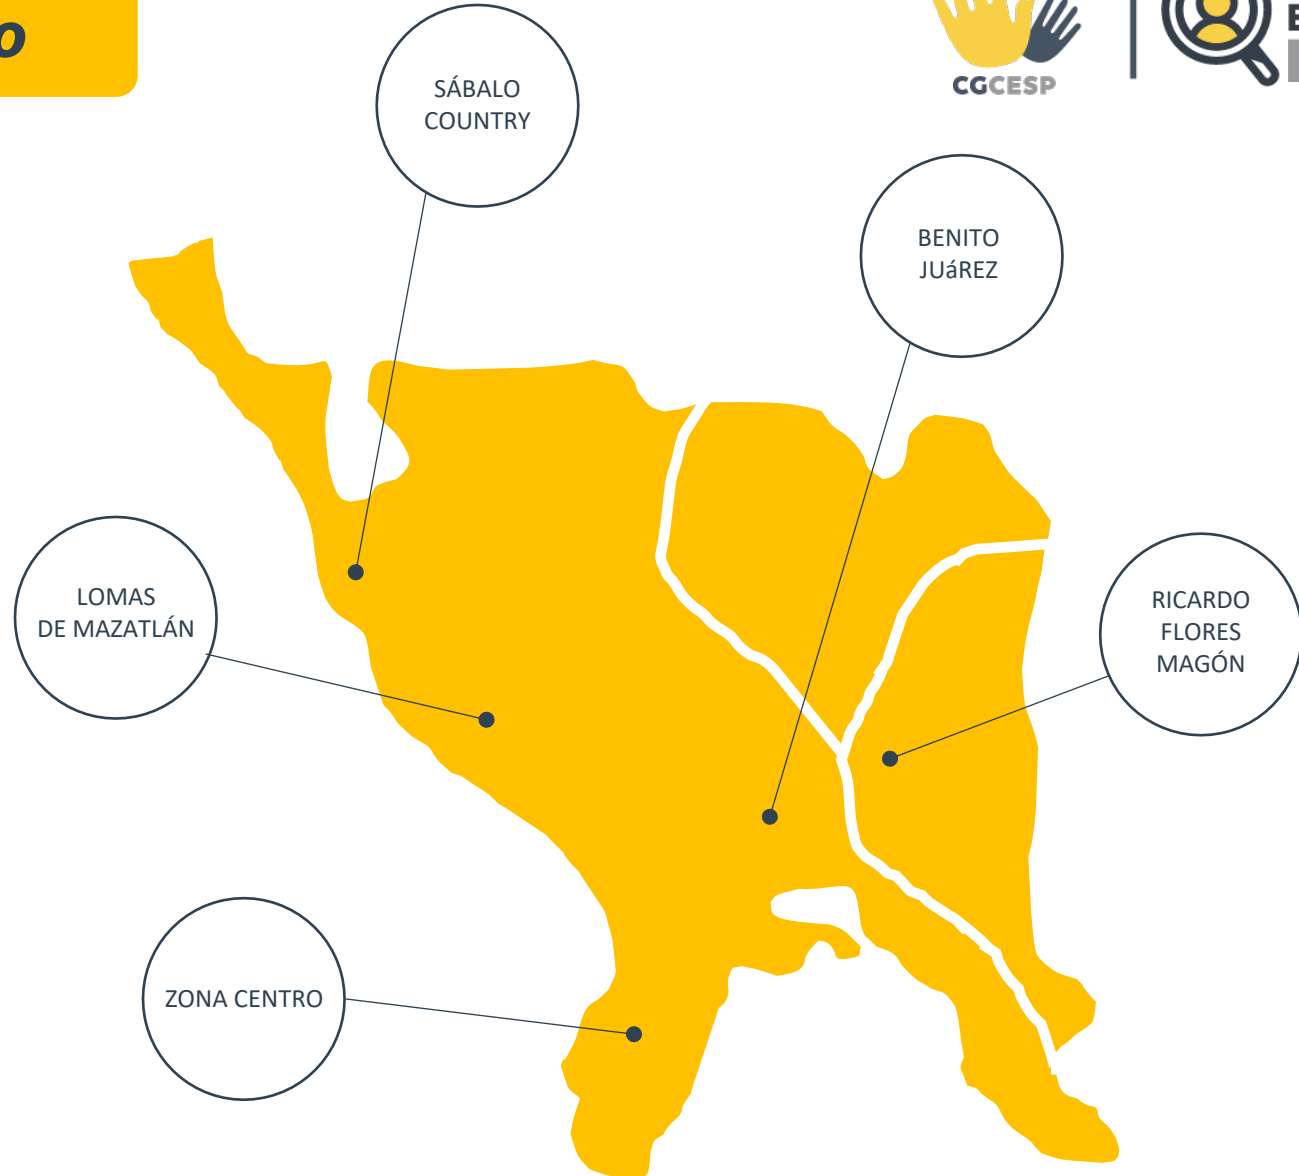 o
CGCESP
SÁBALO
COUNTRY
BENITO
JUáREZ
LOMAS
DE MAZATLÁN
RICARDO
FLORES
MAGÓN
ZONA CENTRO